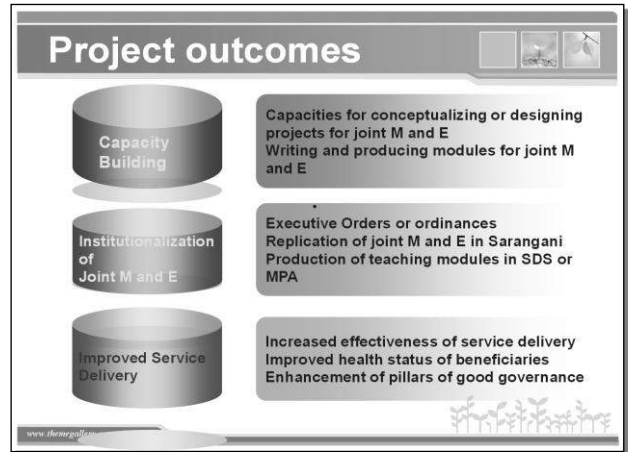 Project outcomes
Capacity
Building
Capacities for conceptualizing or designing
projects for joint M and E
Writing and producing modules for joint M
and E
Institutionalization
of
Joint M and E
Executive Orders or ordinances
Replication of joint M and E in Sarangani
Production of teaching modules in SDS or
MPA
Improved Service
Delivery
Increased effectiveness of service delivery
Improved health status of beneficiaries
Enhancement of pillars of good governance